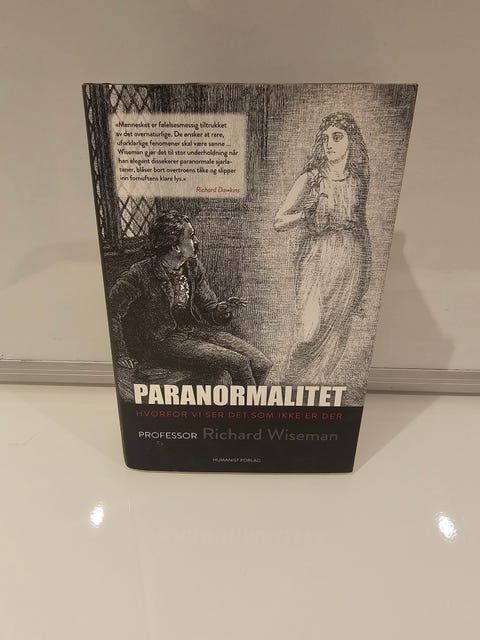 «Mennesket er følelsesmessig tiltrukket
av det overnaturlige. De ønsker at rare,
uforklarlige fenomener skal være sanne ...
Wiseman gjør det til stor underholdning når
han elegant dissekerer paranormale sjarla-
taner, blåser bort overtroens tåke og slipper
inn fornuftens klare lys.»
Richard Dawkins
PARANORMALITET
HVORFOR VI SER DET SOM IKKE ER DER
PROFESSOR Richard Wiseman
HUMANIST FORLAG